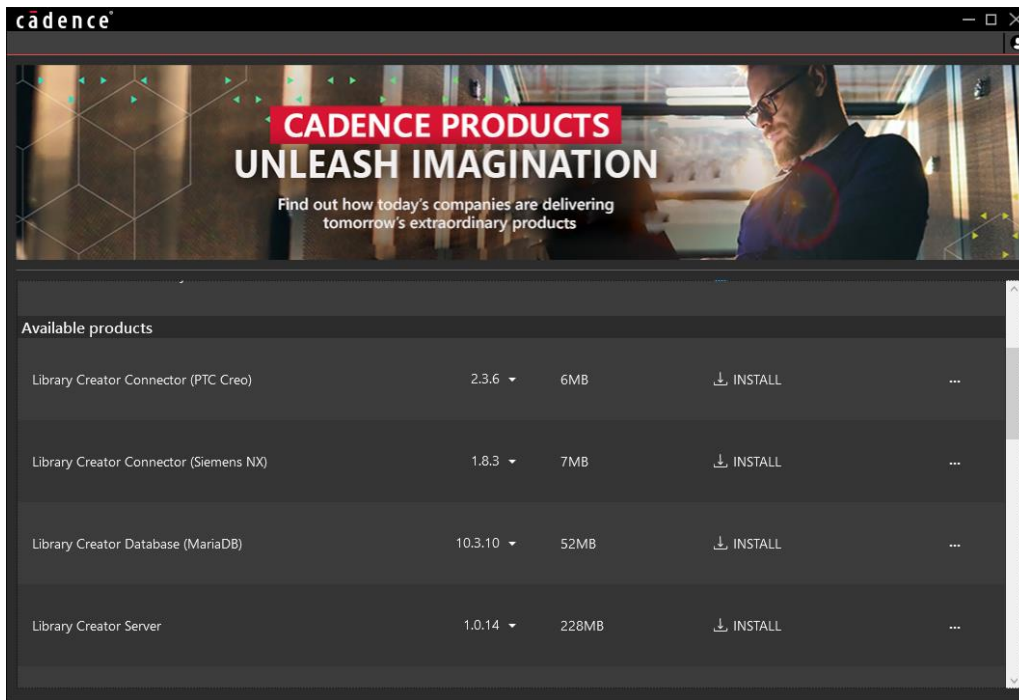 cādence®
CADENCE PRODUCTS
UNLEASH IMAGINATION
Find out how today's companies are delivering
tomorrow's extraordinary products
Available products
Library Creator Connector (PTC Creo) 2.3.6 6MB INSTALL ...
Library Creator Connector (Siemens NX) 1.8.3 7MB INSTALL ...
Library Creator Database (MariaDB) 10.3.10 52MB INSTALL ...
Library Creator Server 1.0.14 228MB INSTALL ...